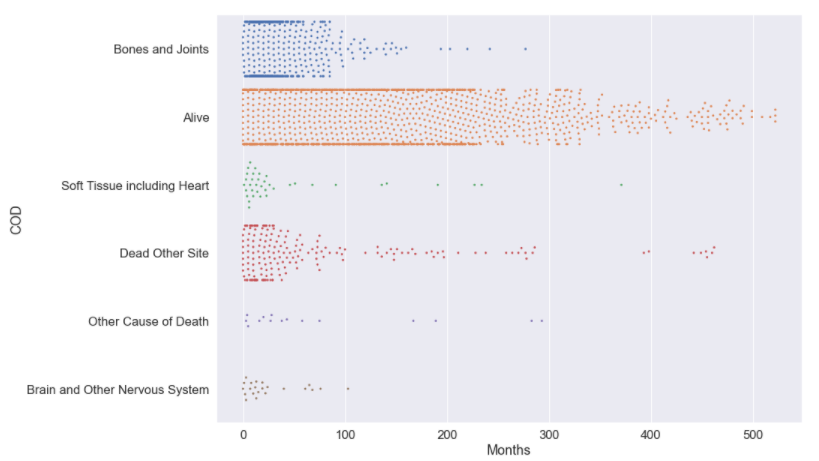 Bones and Joints
Alive
Soft Tissue including Heart
Dead Other Site
Other Cause of Death
Brain and Other Nervous System
COD
0 100 200 300 400 500
Months